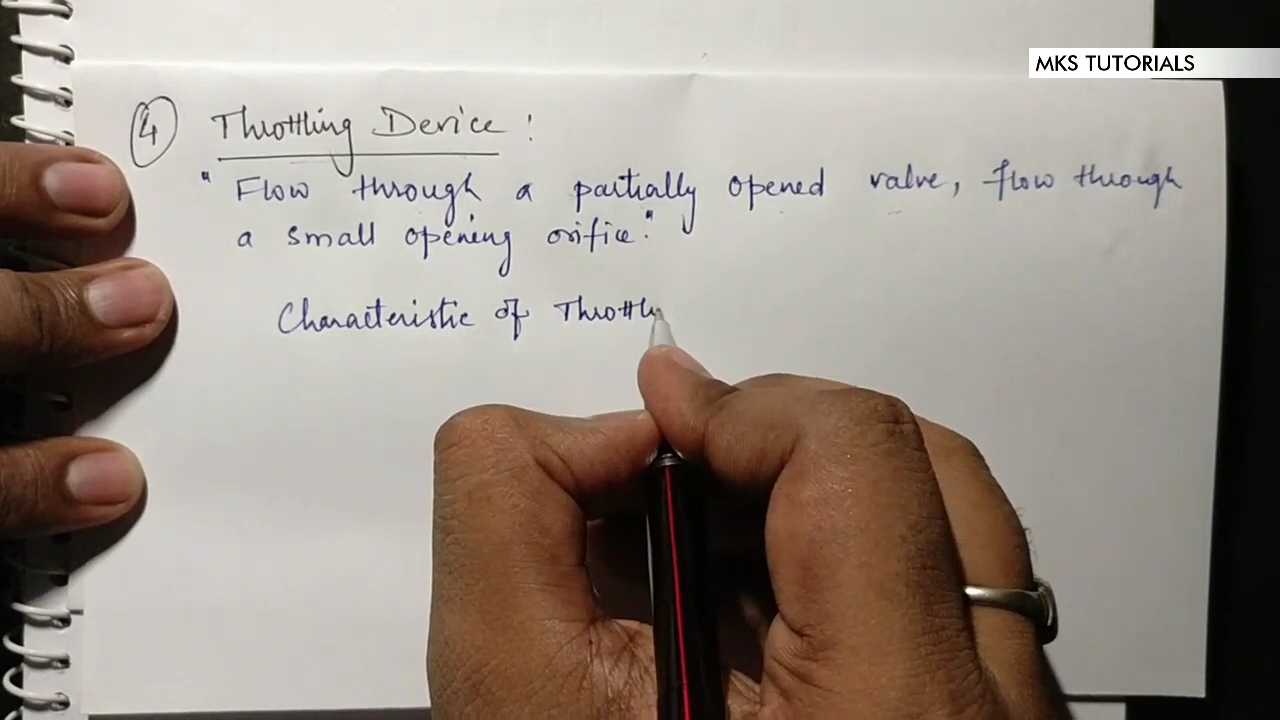 MKS TUTORIALS
4 Throttling Device :
" Flow through a partially opened valve, flow through
a small opening orifice."
Characteristic of Throttl